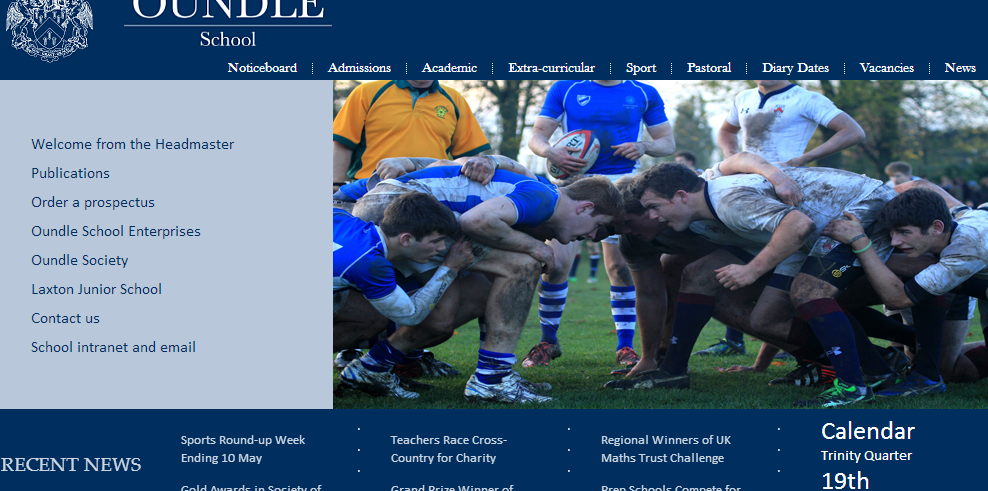 OUNDLE
School
Noticeboard
Admissions
Academic
Extra-curricular
Sport
Pastoral
Diary Dates
Vacancies
News
Welcome from the Headmaster
Publications
Order a prospectus
Oundle School Enterprises
Oundle Society
Laxton Junior School
Contact us
School intranet and email
RECENT NEWS
Sports Round-up Week
Ending 10 May
Gold Awards in Society of
Teachers Race Cross-
Country for Charity
Grand Prize Winner of
Regional Winners of UK
Maths Trust Challenge
Prep Schools Compete for
Calendar
Trinity Quarter
19th